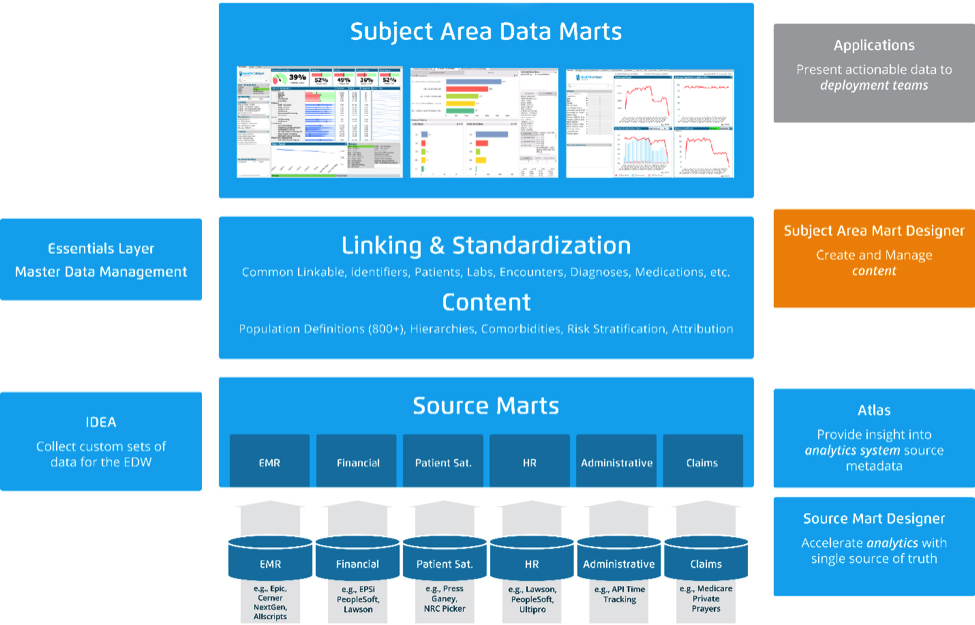 Subject Area Data Marts
39%
52%
49%
36%
52%
Applications
Present actionable data to
deployment teams
Essentials Layer
Master Data Management
Linking & Standardization
Common Linkable, identifiers, Patients, Labs, Encounters, Diagnoses, Medications, etc.
Content
Population Definitions (800+), Hierarchies, Comorbidities, Risk Stratification, Attribution
Subject Area Mart Designer
Create and Manage
content
IDEA
Collect custom sets of
data for the EDW
Source Marts
EMR
Financial
Patient Sat.
HR
Administrative
Claims
Atlas
Provide insight into
analytics system source
metadata
Source Mart Designer
Accelerate analytics with
single source of truth
EMR
Financial
Patient Sat.
HR
Administrative
Claims
e.g., Epic,
Cerner
NextGen,
Allscripts
e.g., EPSi
PeopleSoft,
Lawson
e.g., Press
Ganey,
NRC Picker
e.g., Lawson,
PeopleSoft,
Ultipro
e.g., API Time
Tracking
e.g., Medicare
Private
Prayers